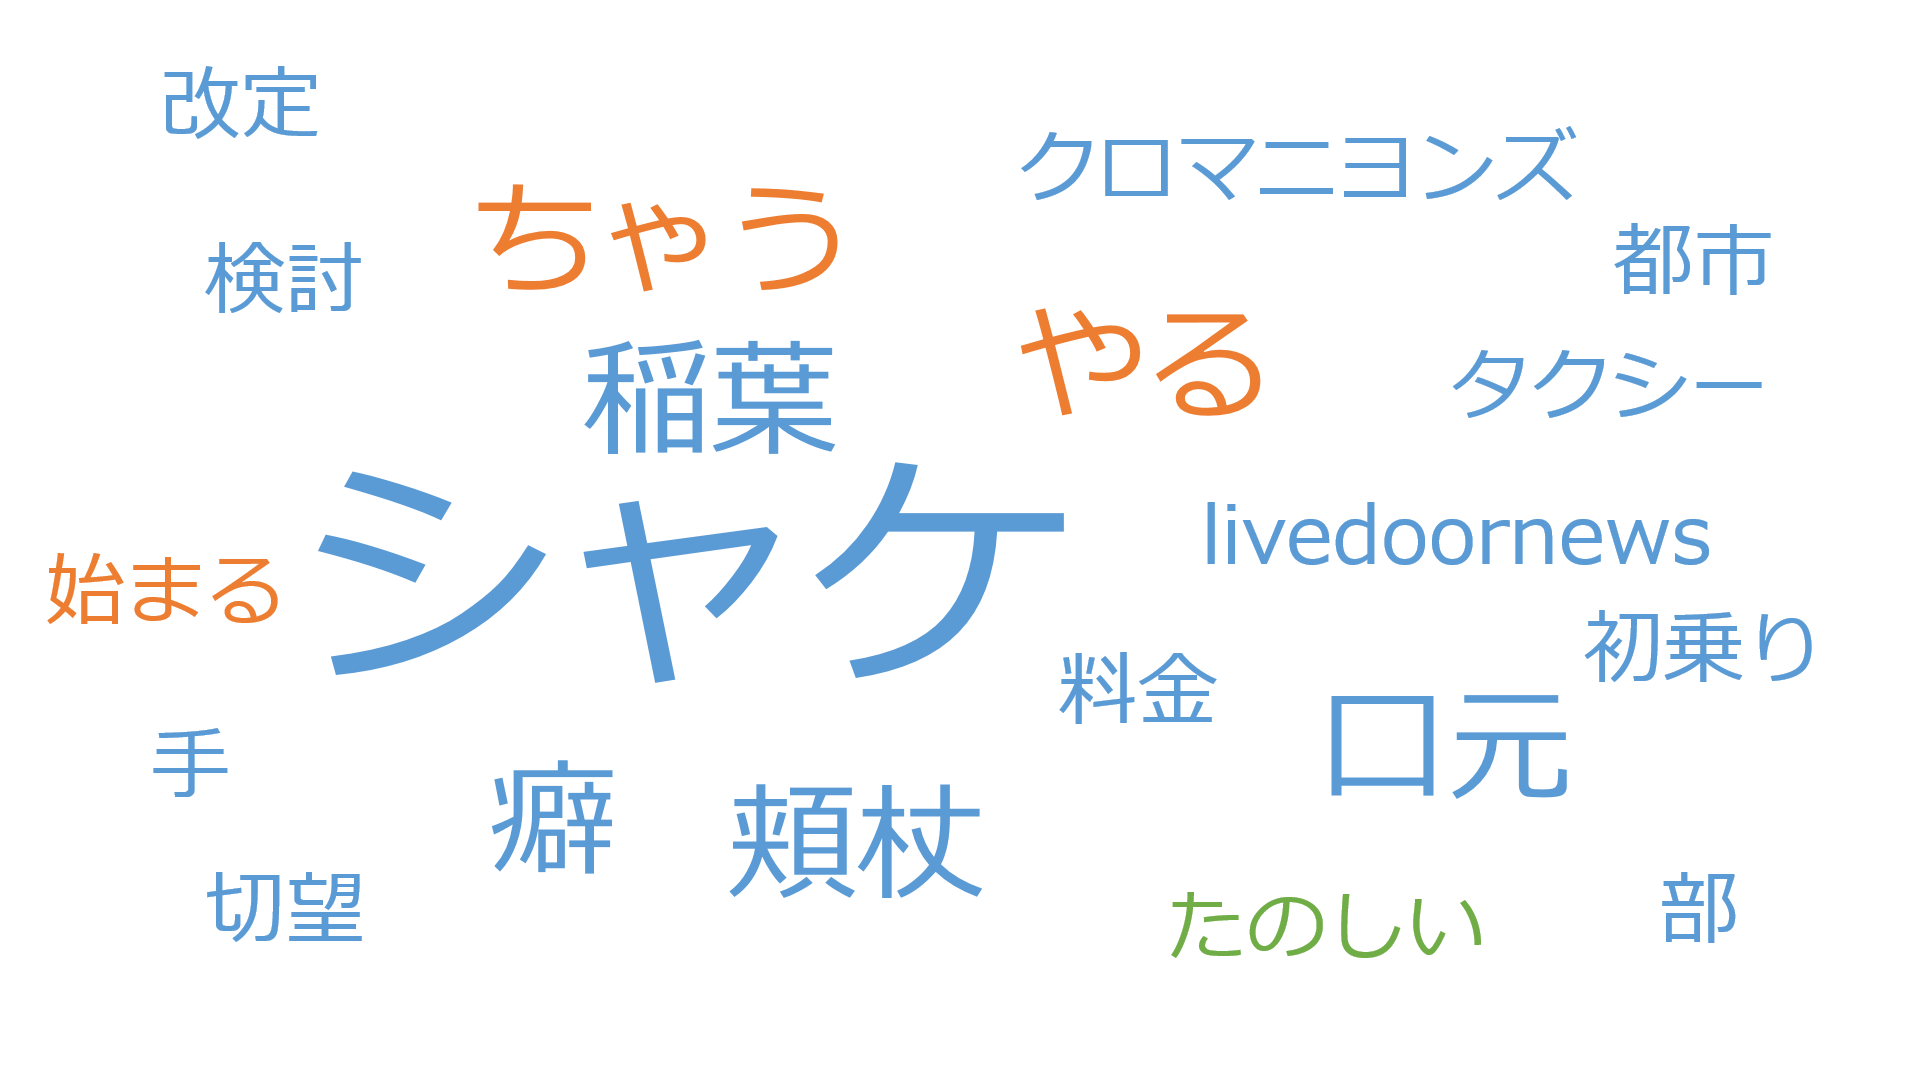 改定
クロマニヨンズ
ちゃう
都市
検討
やる
稲葉
タクシー
シャケ
livedoornews
始まる
初乗り
料金
口元
手
癖
頬杖
切望
たのしい
部